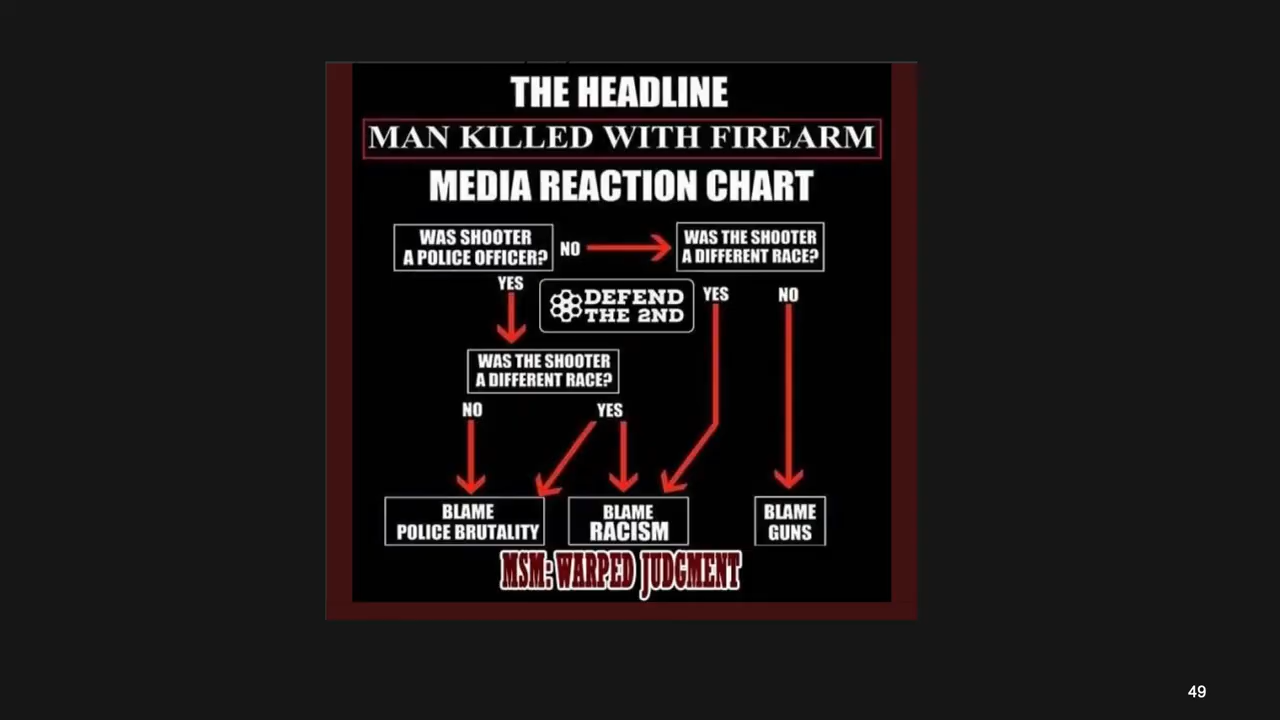 THE HEADLINE
MAN KILLED WITH FIREARM
MEDIA REACTION CHART
WAS SHOOTER
A POLICE OFFICER?
NO
WAS THE SHOOTER
A DIFFERENT RACE?
YES
DEFEND
THE 2ND
YES
NO
WAS THE SHOOTER
A DIFFERENT RACE?
NO
YES
BLAME
POLICE BRUTALITY
BLAME
RACISM
BLAME
GUNS
MSM: WARPED JUDGMENT
49